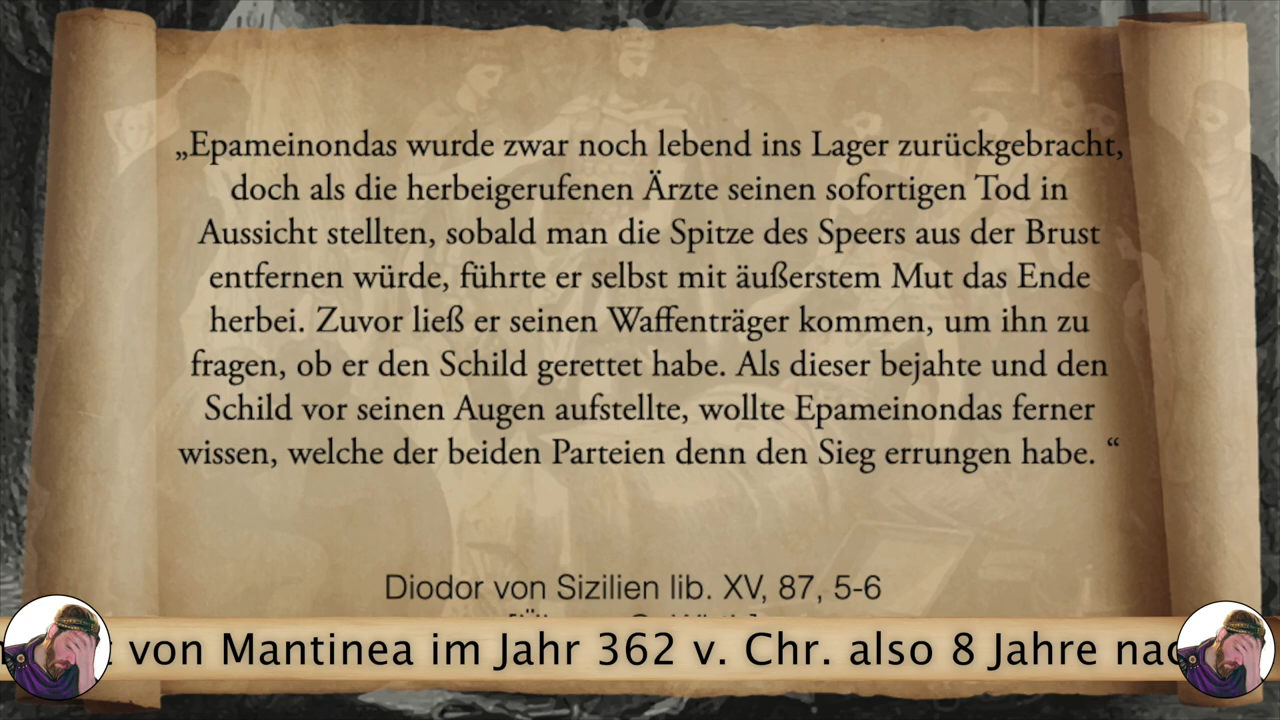 „Epameinondas wurde zwar noch lebend ins Lager zurückgebracht,
doch als die herbeigerufenen Ärzte seinen sofortigen Tod in
Aussicht stellten, sobald man die Spitze des Speers aus der Brust
entfernen würde, führte er selbst mit äußerstem Mut das Ende
herbei. Zuvor ließ er seinen Waffenträger kommen, um ihn zu
fragen, ob er den Schild gerettet habe. Als dieser bejahte und den
Schild vor seinen Augen aufstellte, wollte Epameinondas ferner
wissen, welche der beiden Parteien denn den Sieg errungen habe. “
Diodor von Sizilien lib. XV, 87, 5-6
von Mantinea im Jahr 362 v. Chr. also 8 Jahre